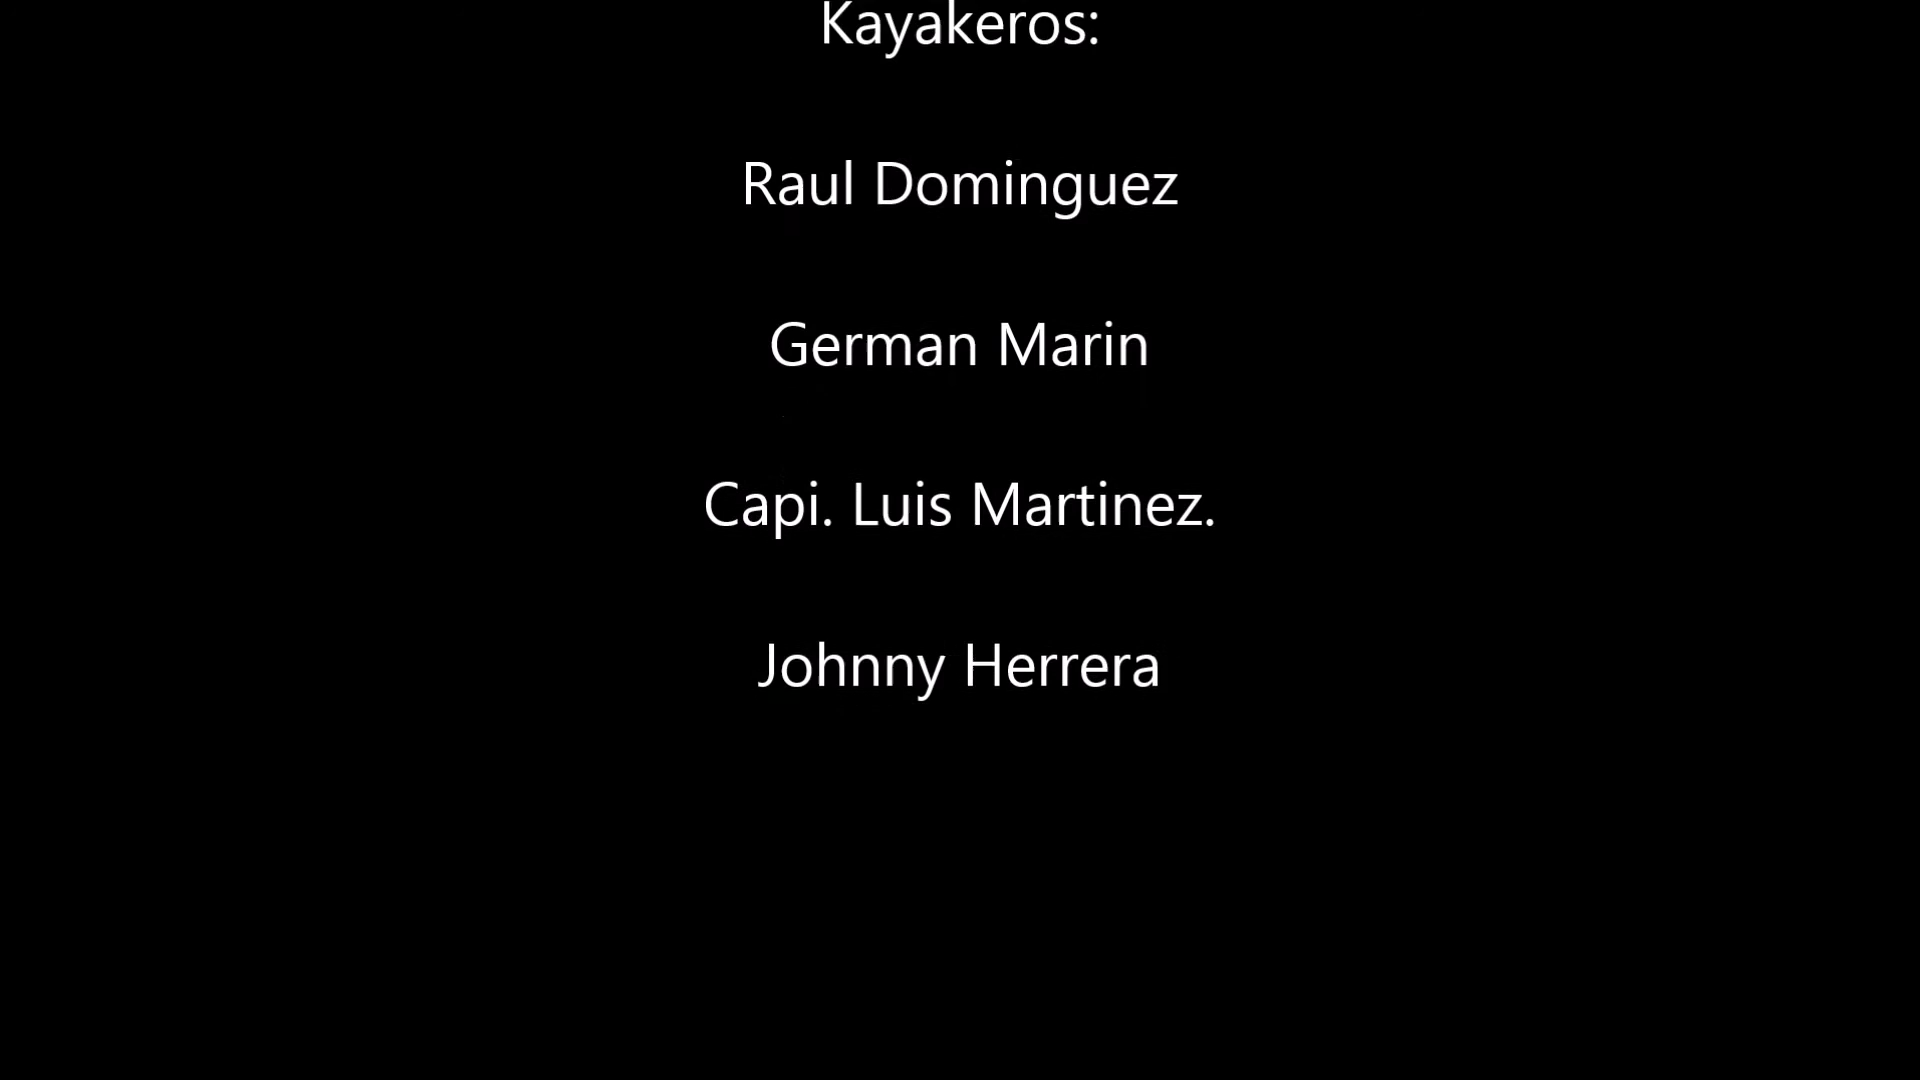 Kayakeros:
Raul Dominguez
German Marin
Capi. Luis Martinez.
Johnny Herrera